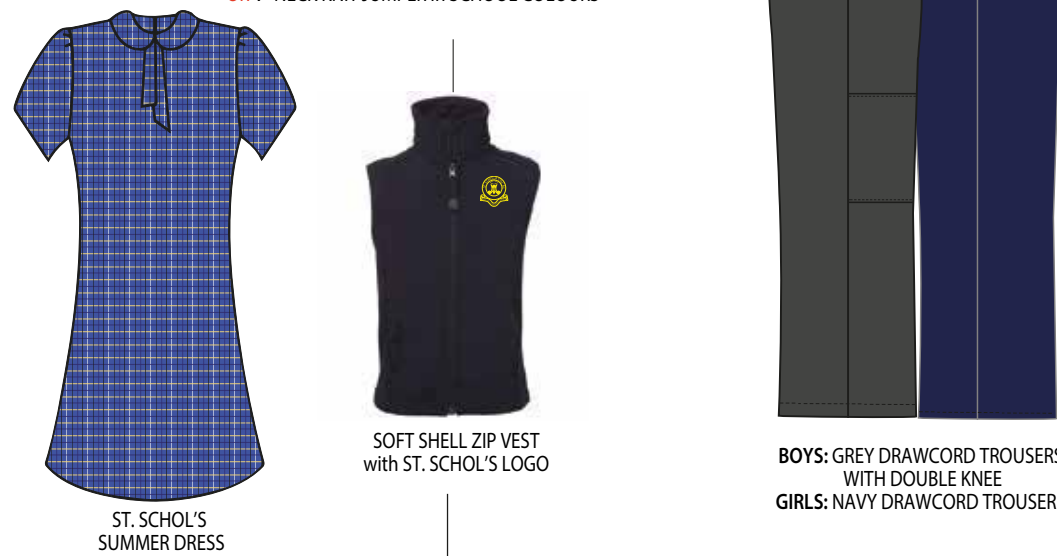 ST. SCHOL'S
SUMMER DRESS
SOFT SHELL ZIP VEST
with ST. SCHOL'S LOGO
BOYS: GREY DRAWCORD TROUSERS
WITH DOUBLE KNEE
GIRLS: NAVY DRAWCORD TROUSER